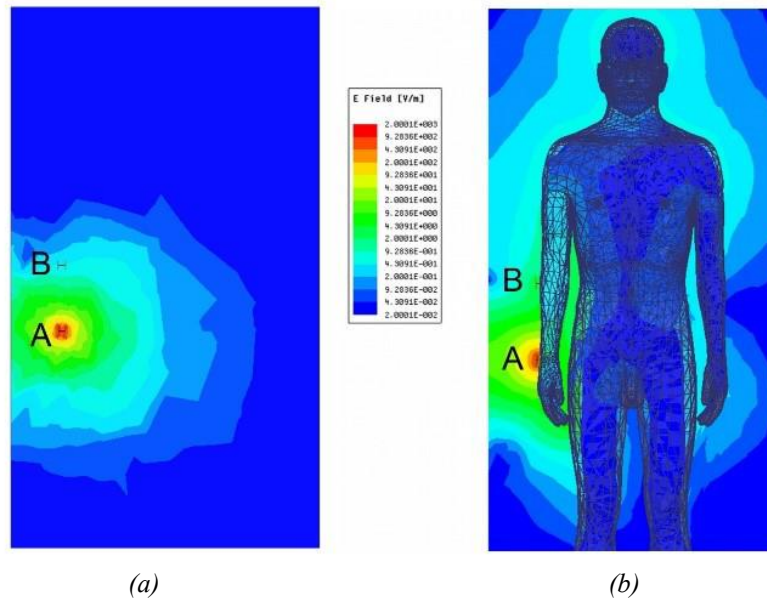 E Field [V/m]
2.0001E+003
9.2836E+002
4.3091E+002
2.0001E+002
9.2836E+001
4.3091E+001
2.0001E+001
9.2836E+000
4.3091E+000
2.0001E+000
9.2836E-001
4.3091E-001
2.0001E-001
9.2836E-002
4.3091E-002
2.0001E-002
B
A
B
A
(a)
(b)